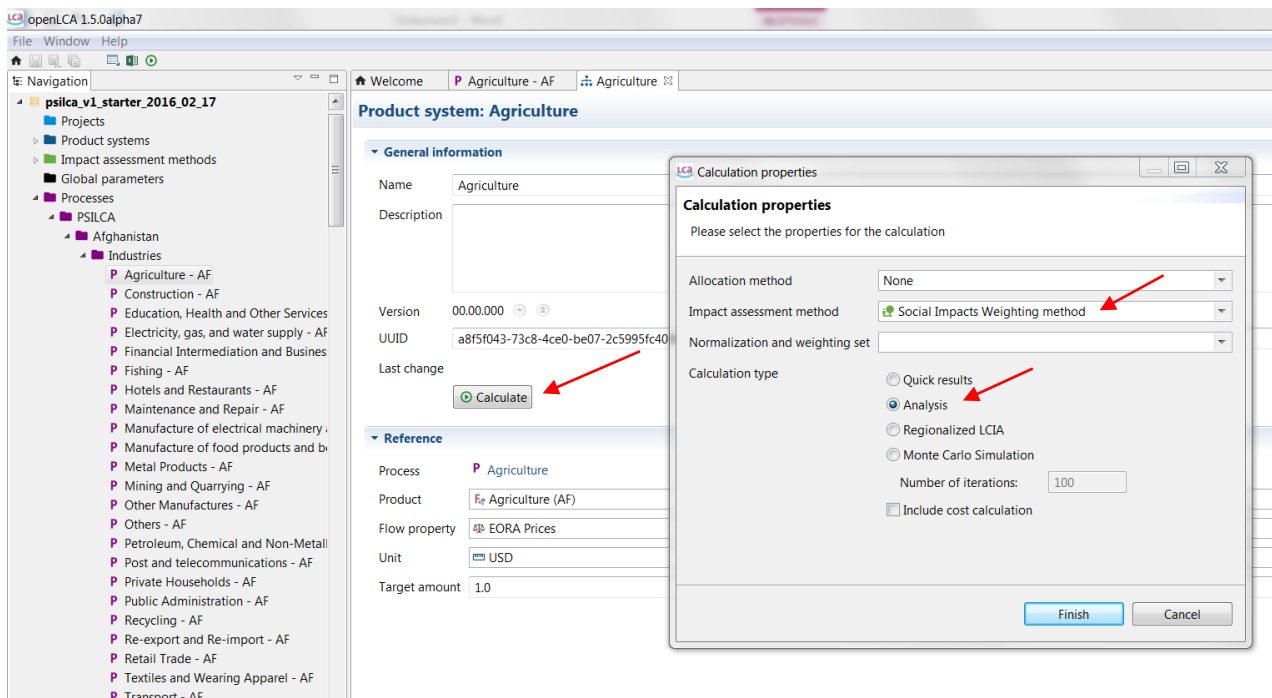 LCA openLCA 1.5.0alpha7
File Window Help
Navigation
psilca_v1_starter_2016_02_17
Projects
Product systems
Impact assessment methods
Global parameters
Processes
PSILCA
Afghanistan
Industries
P Agriculture - AF
P Construction - AF
P Education, Health and Other Services
P Electricity, gas, and water supply - AF
P Financial Intermediation and Busines
P Fishing - AF
P Hotels and Restaurants - AF
P Maintenance and Repair - AF
P Manufacture of electrical machinery
P Manufacture of food products and b
P Metal Products - AF
P Mining and Quarrying - AF
P Other Manufactures - AF
P Others - AF
P Petroleum, Chemical and Non-Metall
P Post and telecommunications - AF
P Private Households - AF
P Public Administration - AF
P Recycling - AF
P Re-export and Re-import - AF
P Retail Trade - AF
P Textiles and Wearing Apparel - AF
P Transport - AF
Welcome P Agriculture - AF Agriculture
Product system: Agriculture
General information
Name Agriculture
Description
Version 00.00.000
UUID a8f5f043-73c8-4ce0-be07-2c5995fc40
Last change
Calculate
Reference
Process P Agriculture
Product Agriculture (AF)
Flow property EORA Prices
Unit USD
Target amount 1.0
LCA Calculation properties
Calculation properties
Please select the properties for the calculation
Allocation method None
Impact assessment method Social Impacts Weighting method
Normalization and weighting set
Calculation type Quick results
Analysis
Regionalized LCIA
Monte Carlo Simulation
Number of iterations: 100
Include cost calculation
Finish Cancel